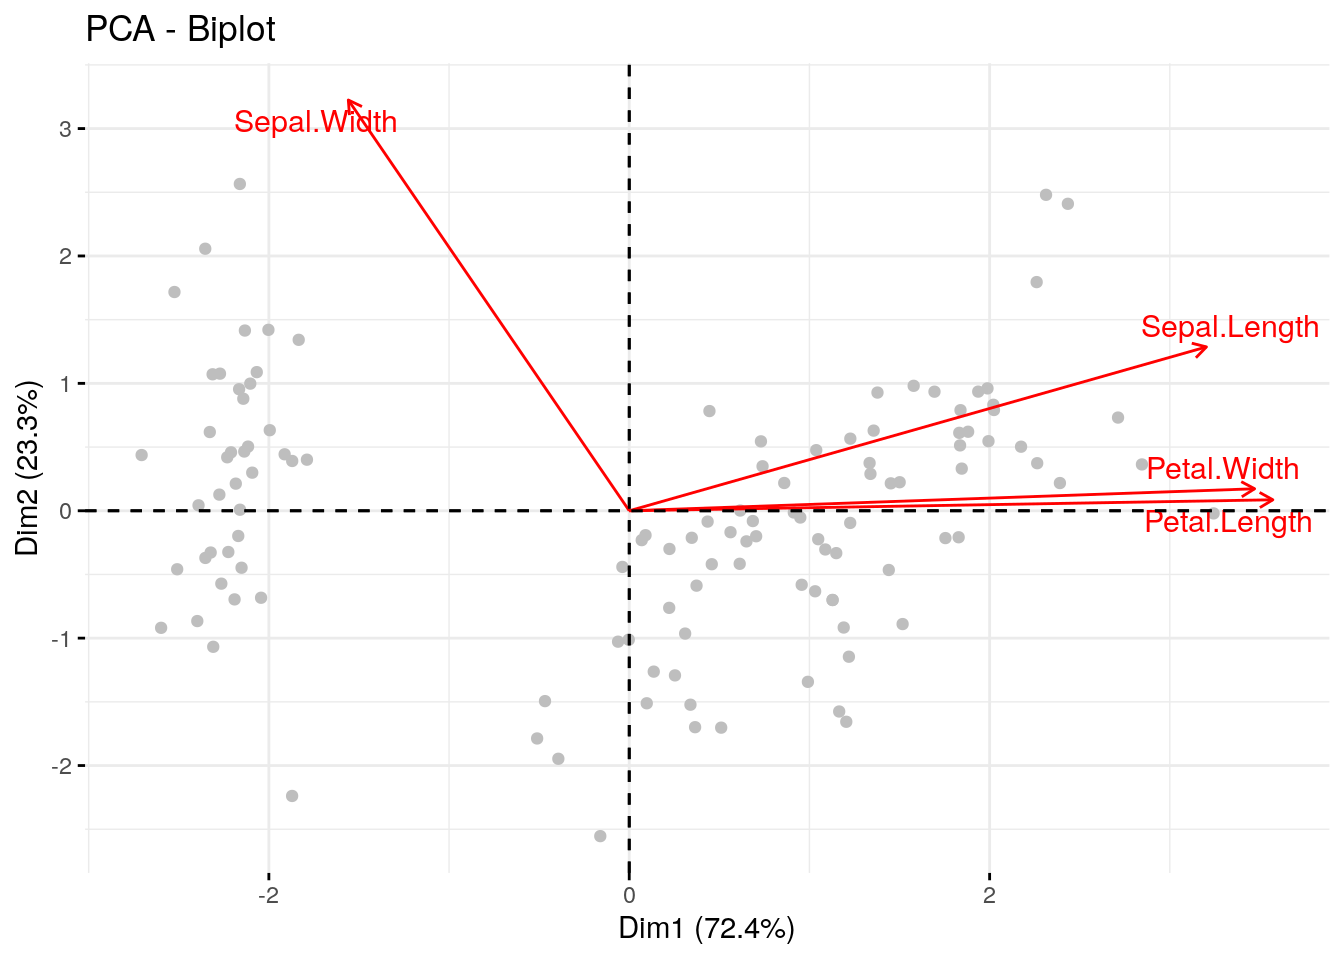 PCA - Biplot
Sepal.Width
Sepal.Length
Petal.Width
Petal.Length
3
2
1
0
-1
-2
Dim2 (23.3%)
-2
0
2
Dim1 (72.4%)